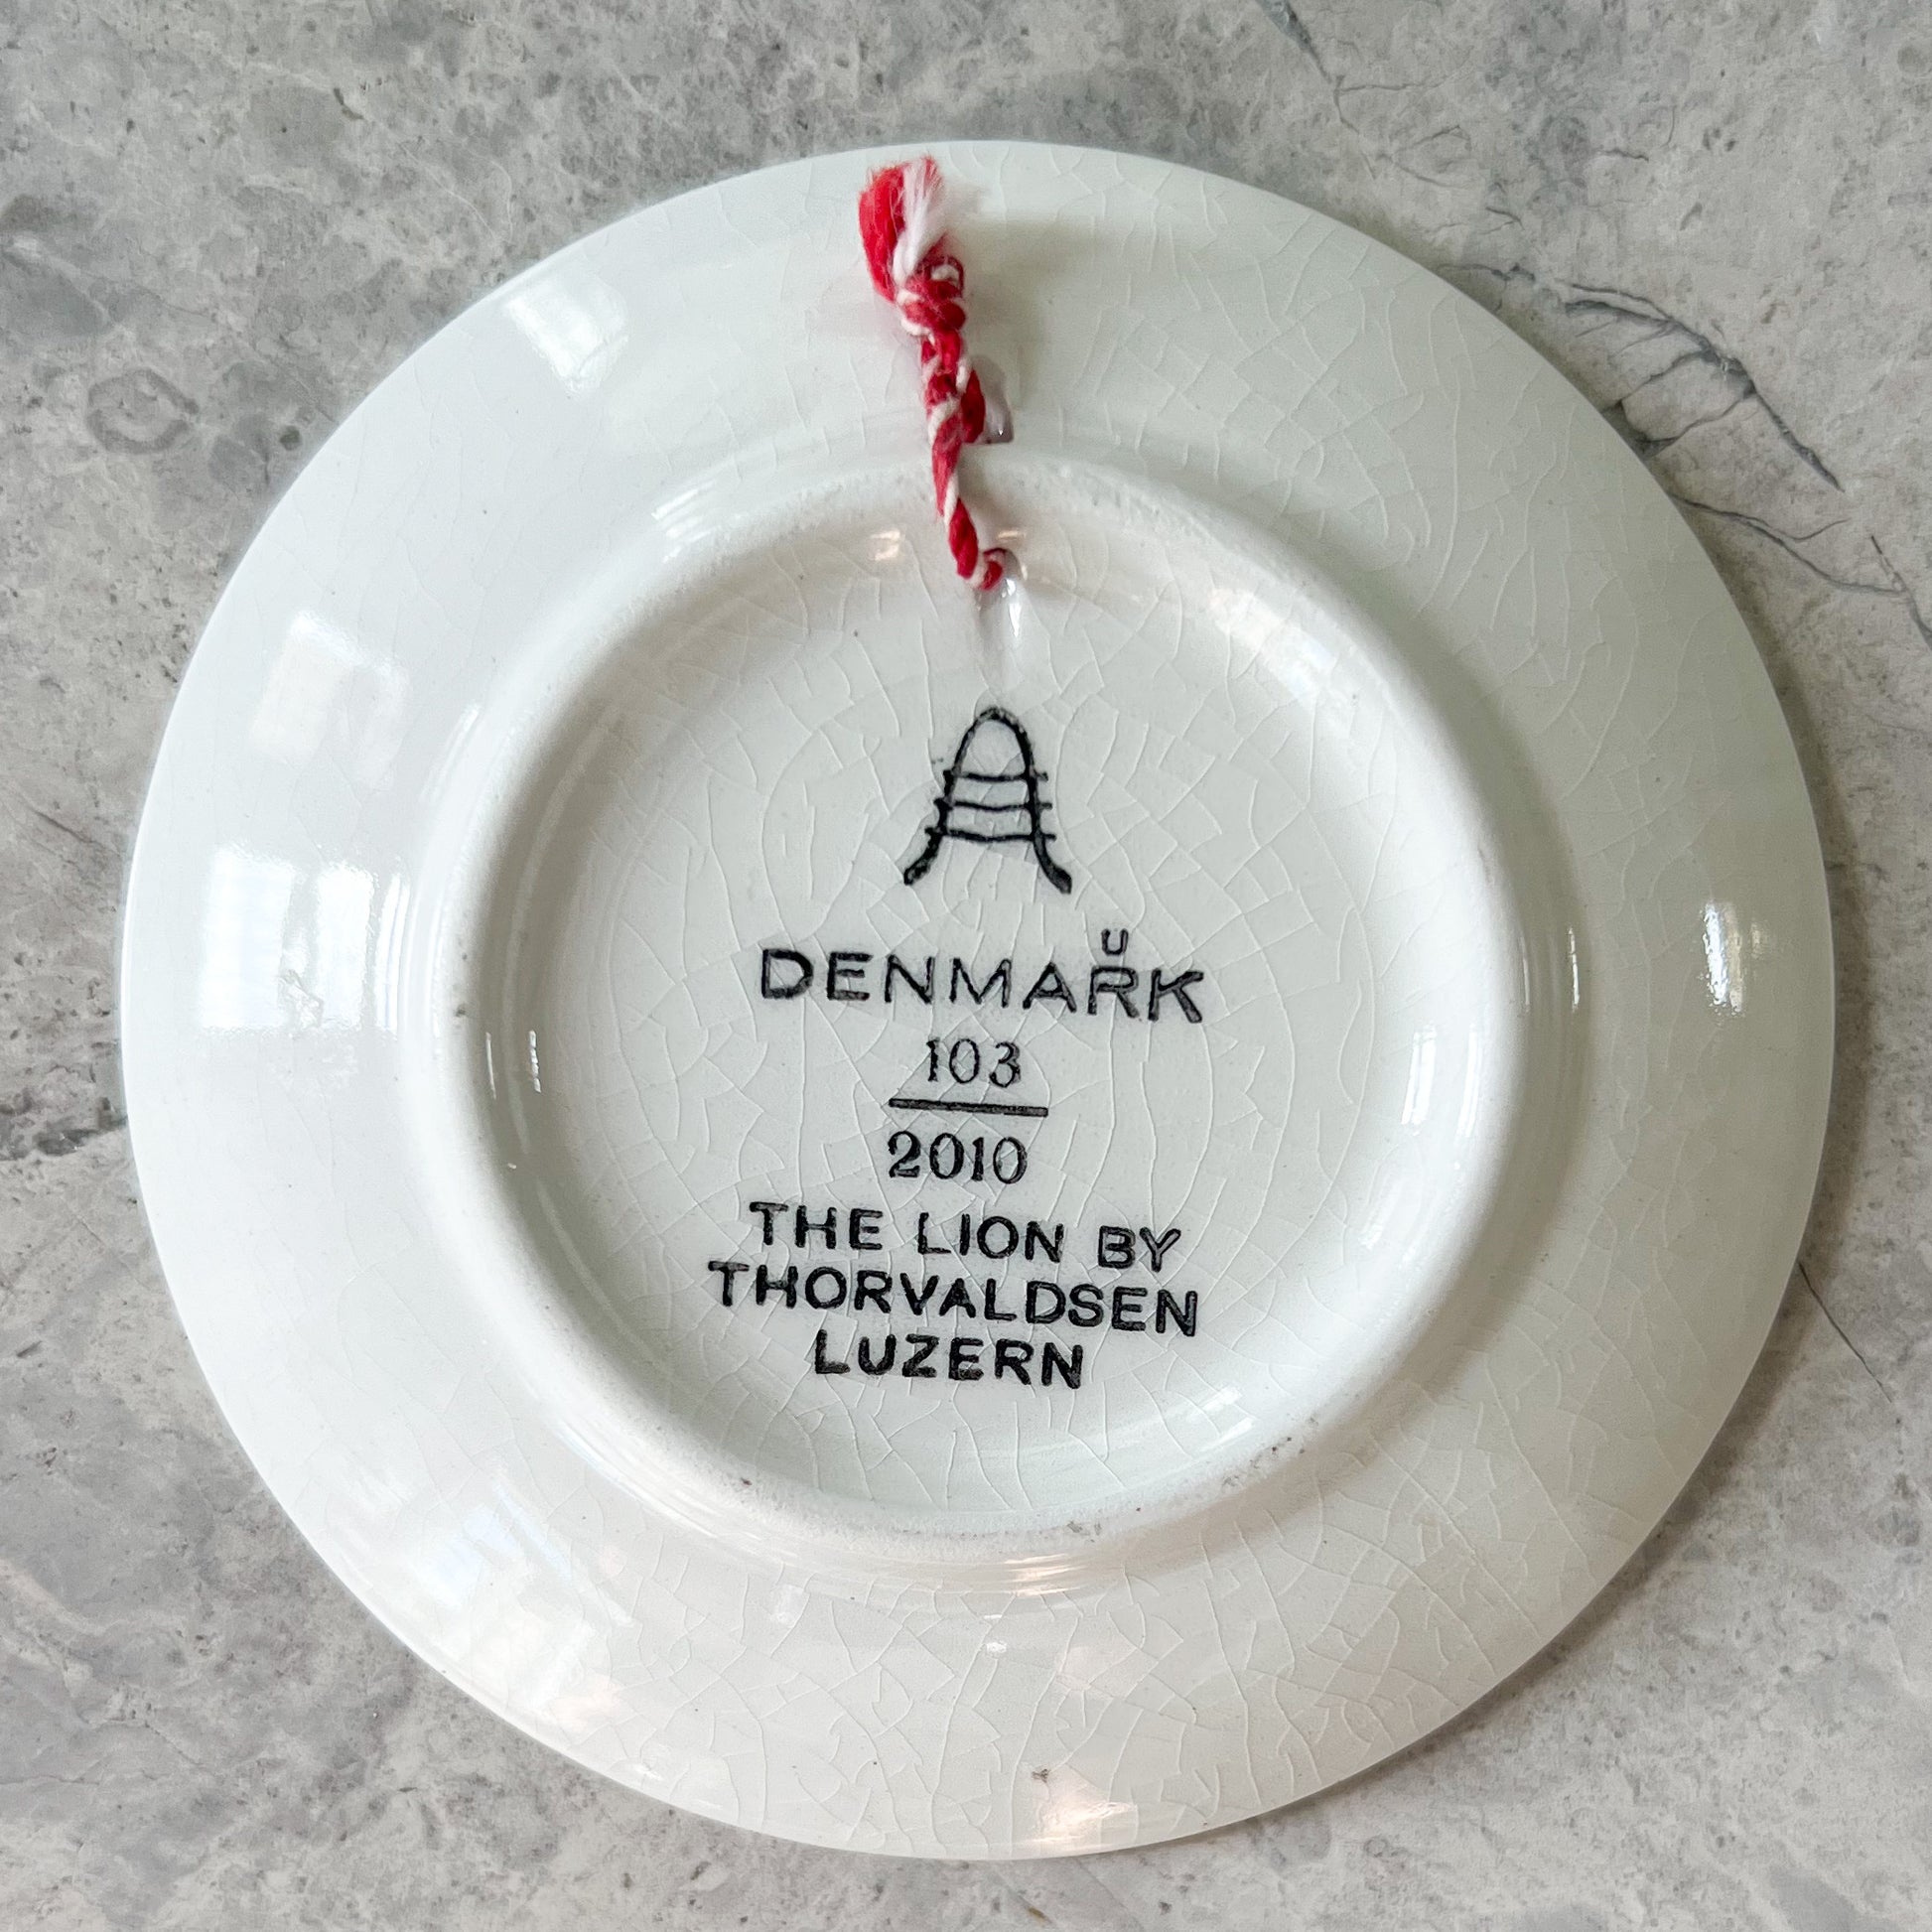 U
DENMARK
103
2010
THE LION BY
THORVALDSEN
LUZERN